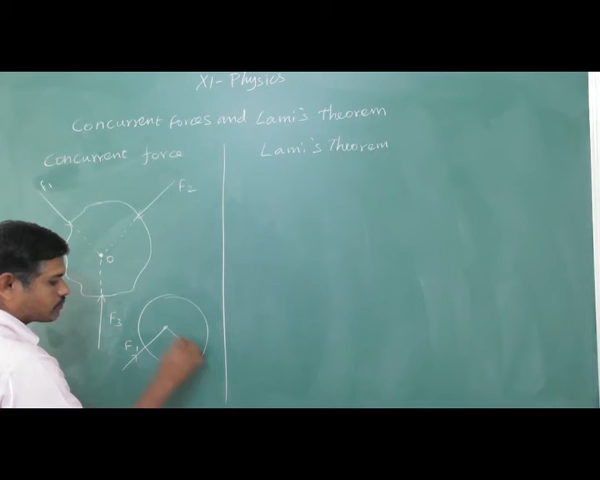 XI- Physics
Concurrent forces and Lami's Theorem
Concurrent force
Lami's Theorem
F1
F2
O
F3
F1